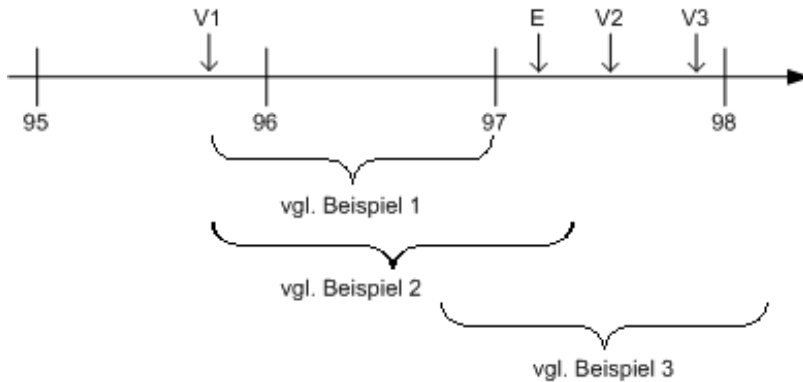 V1 E V2 V3
95 96 97 98
vgl. Beispiel 1
vgl. Beispiel 2
vgl. Beispiel 3